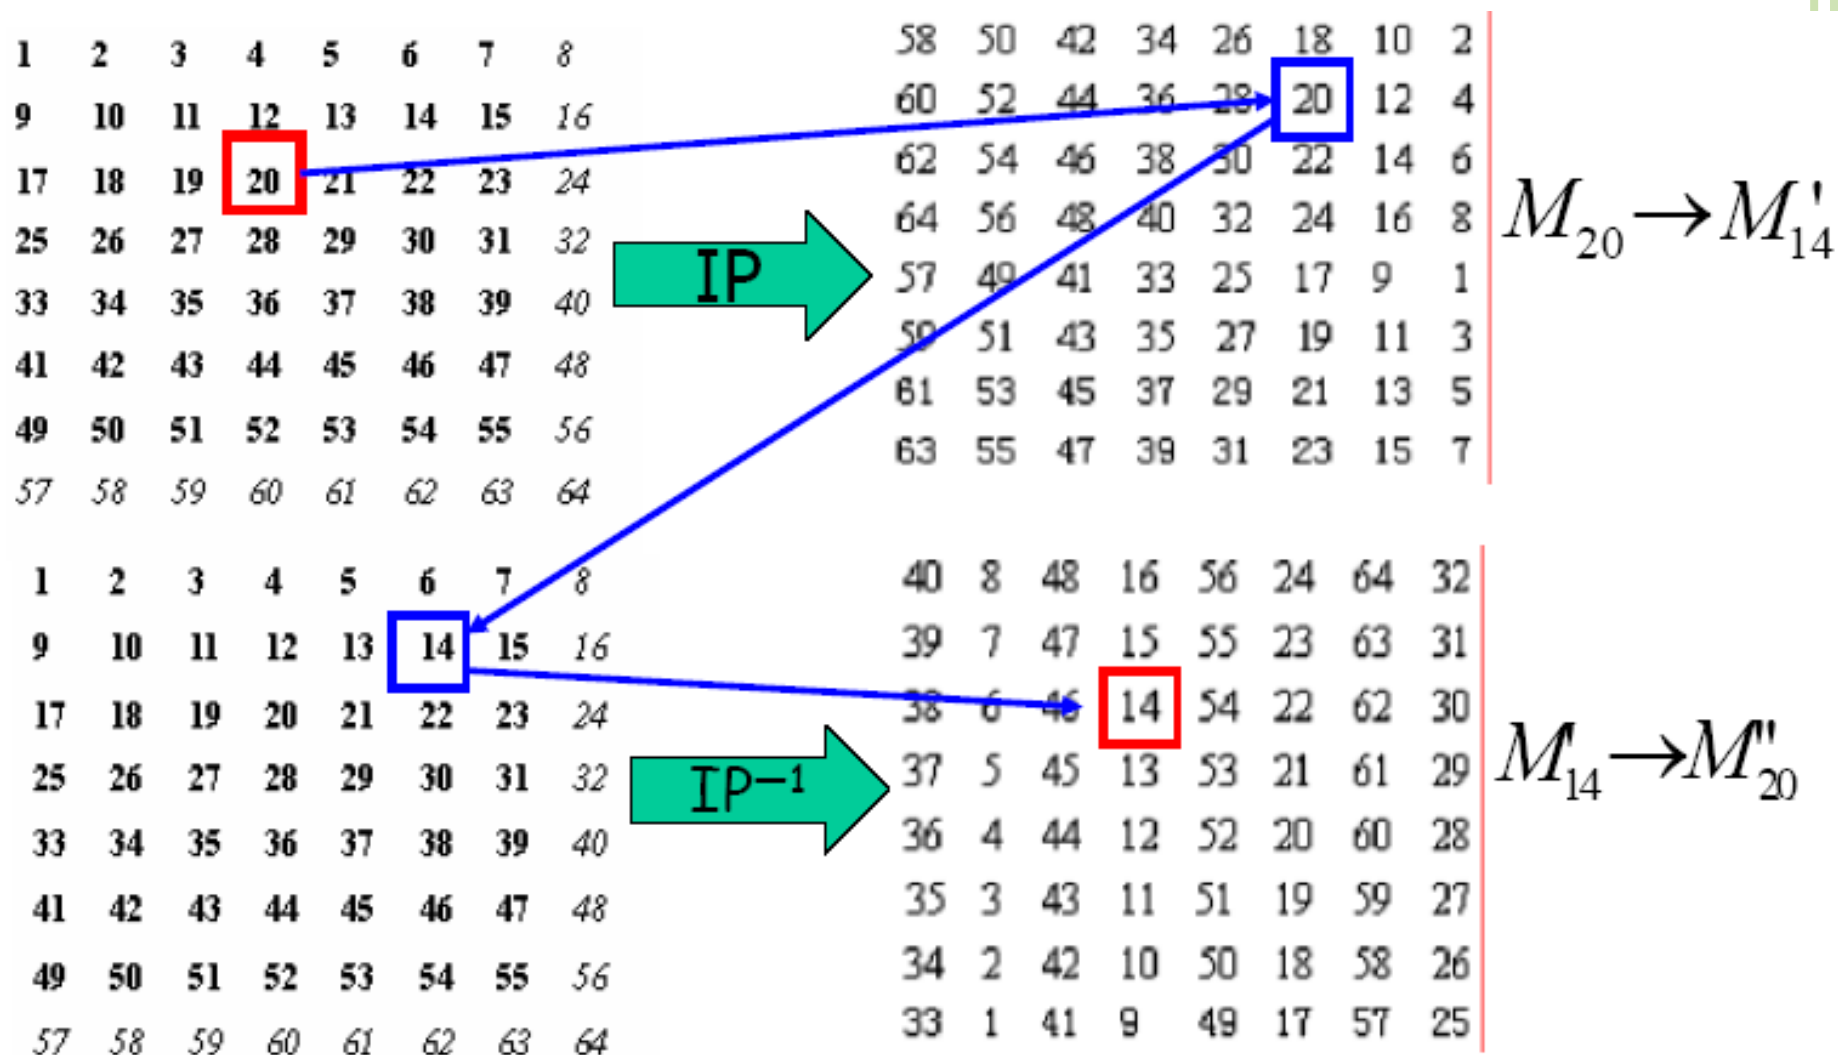 1 2 3 4 5 6 7 8
9 10 11 12 13 14 15 16
17 18 19 20 21 22 23 24
25 26 27 28 29 30 31 32
33 34 35 36 37 38 39 40
41 42 43 44 45 46 47 48
49 50 51 52 53 54 55 56
57 58 59 60 61 62 63 64
IP
58 50 42 34 26 18 10 2
60 52 44 36 28 20 12 4
62 54 46 38 30 22 14 6
64 56 48 40 32 24 16 8
57 49 41 33 25 17 9 1
59 51 43 35 27 19 11 3
61 53 45 37 29 21 13 5
63 55 47 39 31 23 15 7
M₂₀→M'₁₄
1 2 3 4 5 6 7 8
9 10 11 12 13 14 15 16
17 18 19 20 21 22 23 24
25 26 27 28 29 30 31 32
33 34 35 36 37 38 39 40
41 42 43 44 45 46 47 48
49 50 51 52 53 54 55 56
57 58 59 60 61 62 63 64
IP⁻¹
40 8 48 16 56 24 64 32
39 7 47 15 55 23 63 31
38 6 46 14 54 22 62 30
37 5 45 13 53 21 61 29
36 4 44 12 52 20 60 28
35 3 43 11 51 19 59 27
34 2 42 10 50 18 58 26
33 1 41 9 49 17 57 25
M'₁₄→M"₂₀